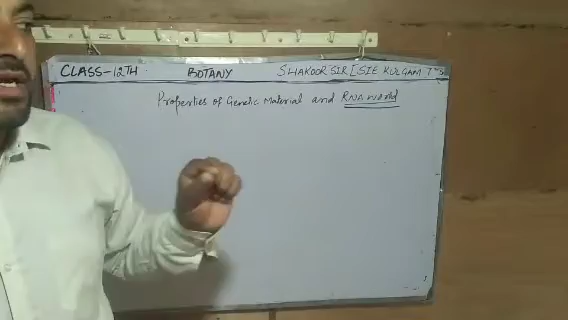 CLASS-12TH BOTANY SHAKOOR SIR [SIE KULGAM
Properties of Genetic Material and RNA World